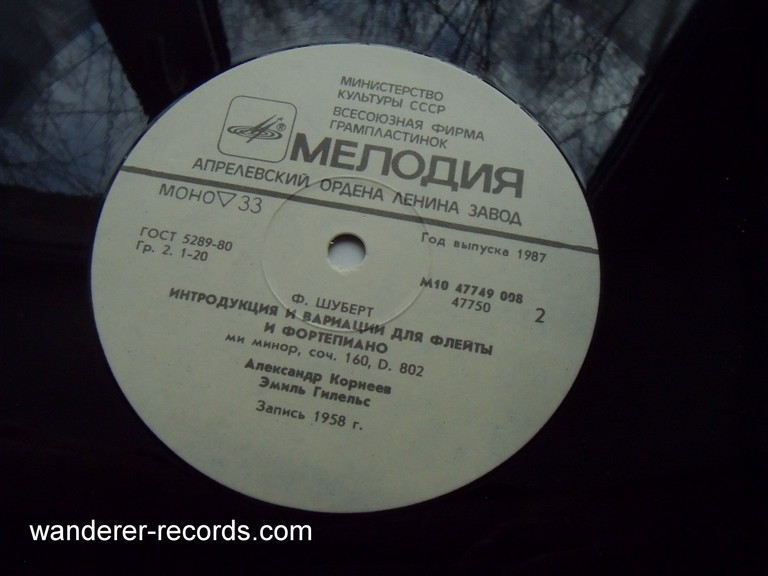 МИНИСТЕРСТВО
КУЛЬТУРЫ СССР
ВСЕСОЮЗНАЯ ФИРМА
ГРАМПЛАСТИНОК
®
МЕЛОДИЯ
АПРЕЛЕВСКИЙ ОРДЕНА ЛЕНИНА ЗАВОД
МОНО 33
Год выпуска 1987
ГОСТ 5289-80
Гр. 2. 1-20
М10 47749 008
47750
2
Ф. ШУБЕРТ
ИНТРОДУКЦИЯ И ВАРИАЦИИ ДЛЯ ФЛЕЙТЫ
И ФОРТЕПИАНО
ми минор, соч. 160, D. 802
Александр Корнеев
Эмиль Гилельс
Запись 1958 г.
wanderer-records.com